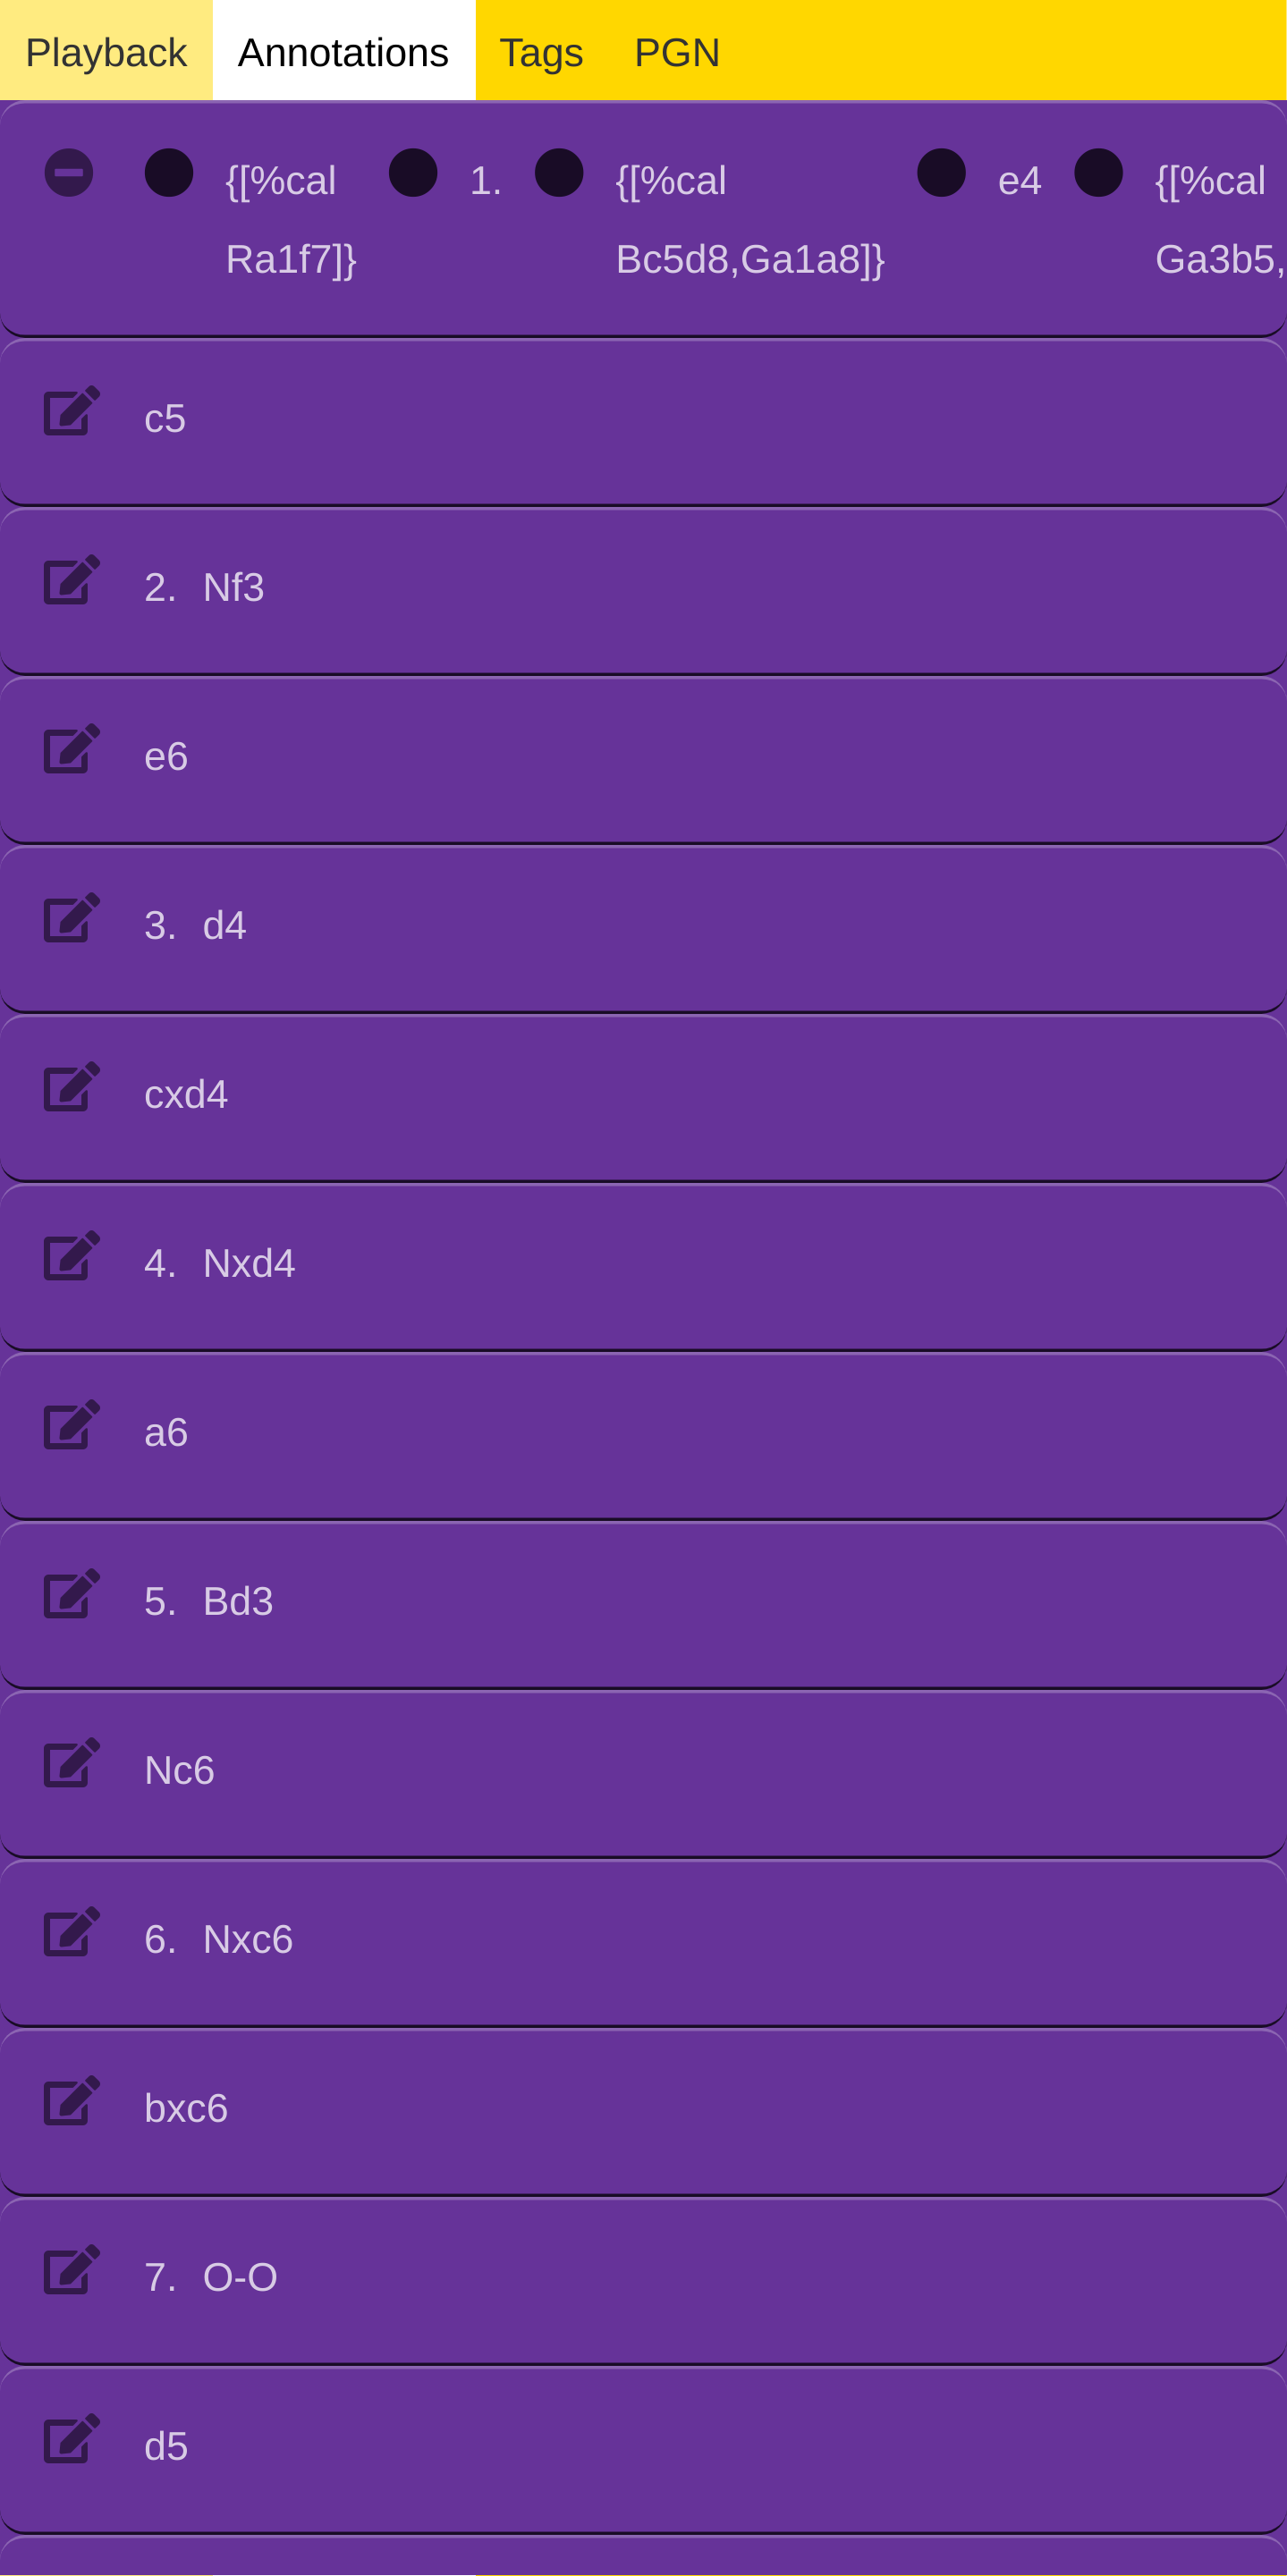 Playback Annotations Tags PGN
{[%cal 1. {[%cal e4 {[%cal
Ra1f7]} Bc5d8,Ga1a8]} Ga3b5,
c5
2. Nf3
e6
3. d4
cxd4
4. Nxd4
a6
5. Bd3
Nc6
6. Nxc6
bxc6
7. O-O
d5